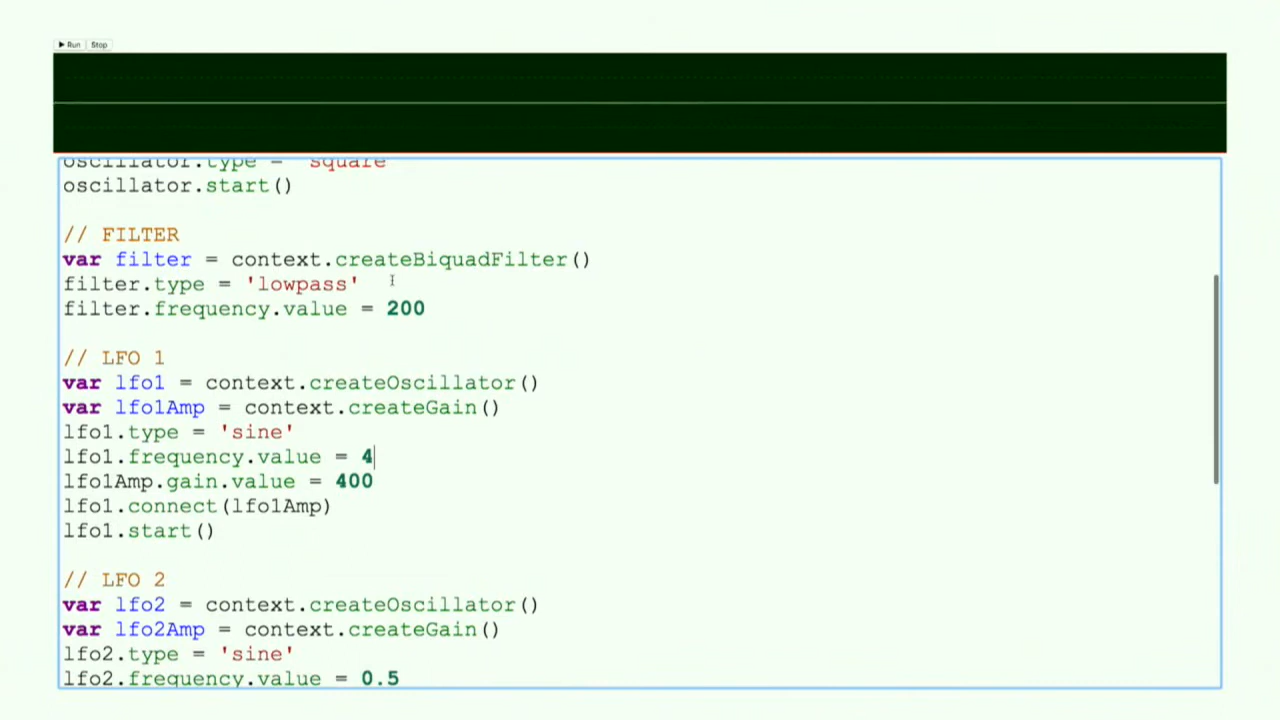 ▶ Run Stop
oscillator.type = 'square'
oscillator.start()
// FILTER
var filter = context.createBiquadFilter()
filter.type = 'lowpass'
filter.frequency.value = 200
// LFO 1
var lfo1 = context.createOscillator()
var lfo1Amp = context.createGain()
lfo1.type = 'sine'
lfo1.frequency.value = 4
lfo1Amp.gain.value = 400
lfo1.connect(lfo1Amp)
lfo1.start()
// LFO 2
var lfo2 = context.createOscillator()
var lfo2Amp = context.createGain()
lfo2.type = 'sine'
lfo2.frequency.value = 0.5